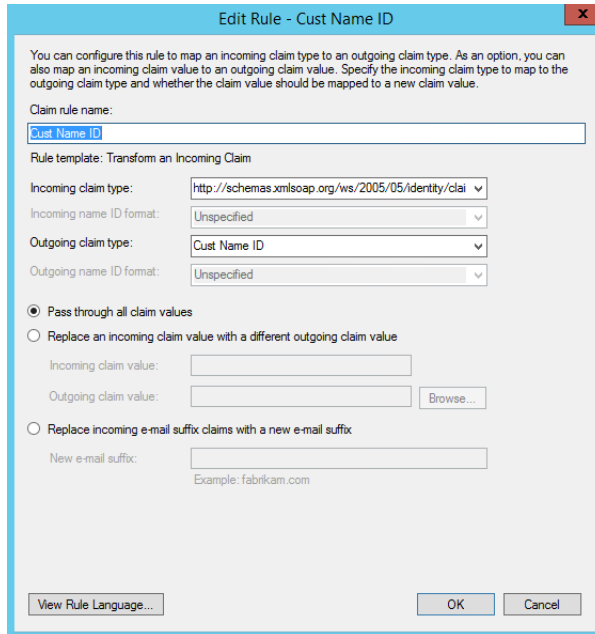 Edit Rule - Cust Name ID
x
You can configure this rule to map an incoming claim type to an outgoing claim type. As an option, you can
also map an incoming claim value to an outgoing claim value. Specify the incoming claim type to map to the
outgoing claim type and whether the claim value should be mapped to a new claim value.
Claim rule name:
Cust Name ID
Rule template: Transform an Incoming Claim
Incoming claim type: http://schemas.xmlsoap.org/ws/2005/05/identity/clai
Incoming name ID format: Unspecified
Outgoing claim type: Cust Name ID
Outgoing name ID format: Unspecified
Pass through all claim values
Replace an incoming claim value with a different outgoing claim value
Incoming claim value:
Outgoing claim value: Browse...
Replace incoming e-mail suffix claims with a new e-mail suffix
New e-mail suffix:
Example: fabrikam.com
View Rule Language... OK Cancel